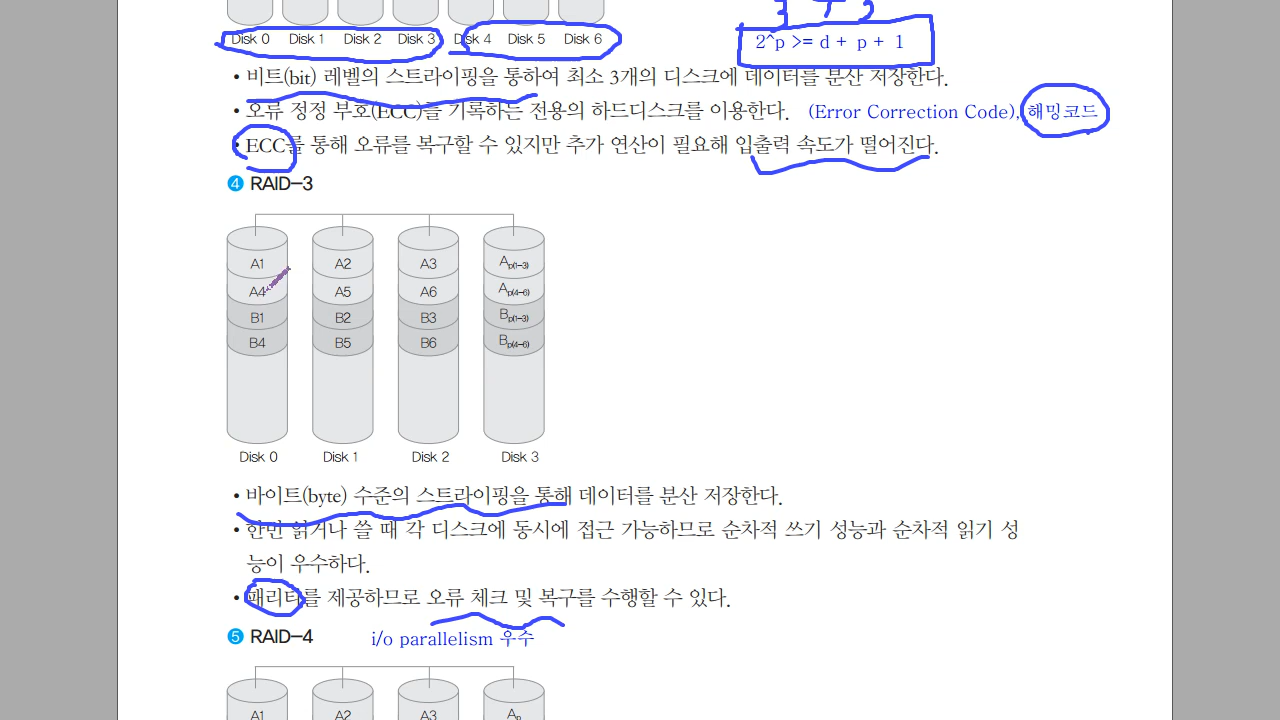 Disk 0 Disk 1 Disk 2 Disk 3 Disk 4 Disk 5 Disk 6
2^p >= d + p + 1
• 비트(bit) 레벨의 스트라이핑을 통하여 최소 3개의 디스크에 데이터를 분산 저장한다.
• 오류 정정 부호(ECC)를 기록하는 전용의 하드디스크를 이용한다. (Error Correction Code), 해밍코드
• ECC를 통해 오류를 복구할 수 있지만 추가 연산이 필요해 입출력 속도가 떨어진다.
4 RAID-3
A1 A2 A3 Ap(1-3)
A4 A5 A6 Ap(4-6)
B1 B2 B3 Bp(1-3)
B4 B5 B6 Bp(4-6)
Disk 0 Disk 1 Disk 2 Disk 3
• 바이트(byte) 수준의 스트라이핑을 통해 데이터를 분산 저장한다.
• 한번 읽거나 쓸 때 각 디스크에 동시에 접근 가능하므로 순차적 쓰기 성능과 순차적 읽기 성
능이 우수하다.
• 패리티를 제공하므로 오류 체크 및 복구를 수행할 수 있다.
5 RAID-4 i/o parallelism 우수
A1 A2 A3 Ap